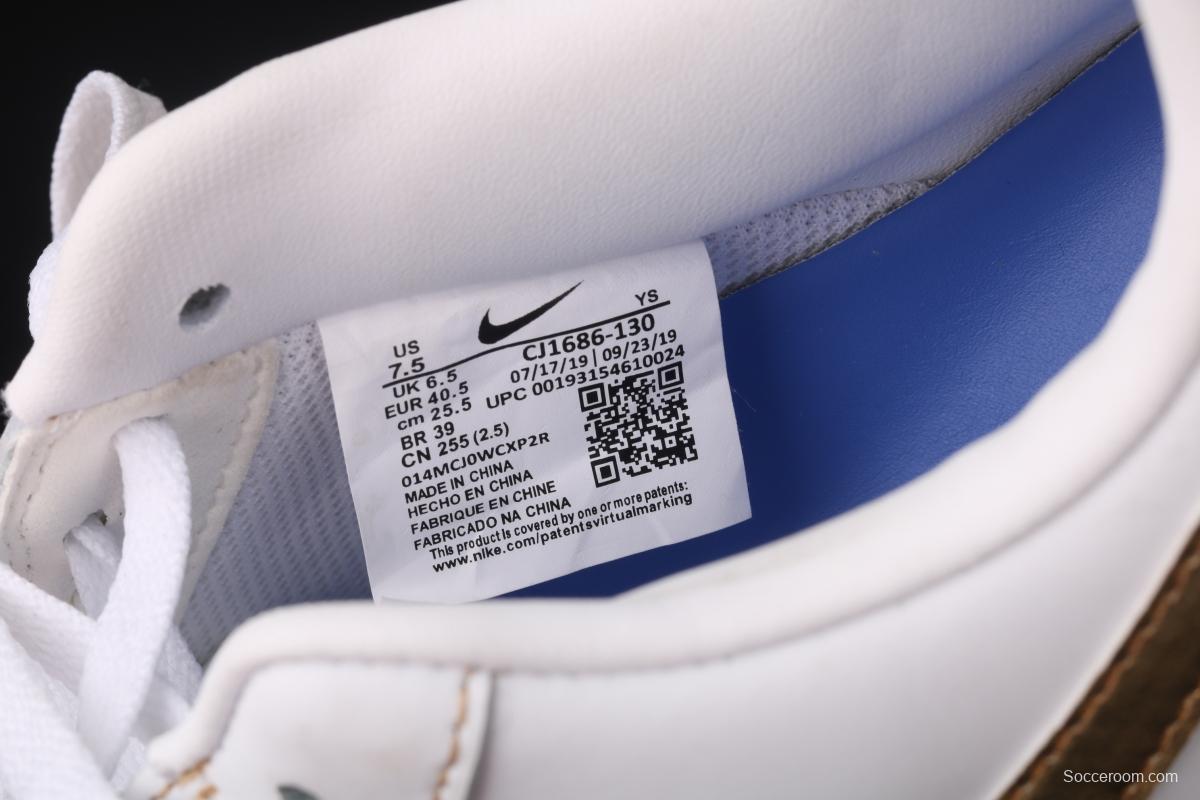 US
7.5
YS
CJ1686-130
UK 6.5
07/17/19 | 09/23/19
EUR 40.5
UPC 00193154610024
cm 25.5
BR 39
CN 255 (2.5)
014MCJ0WCXP2R
MADE IN CHINA
HECHO EN CHINA
FABRIQUE EN CHINE
FABRICADO NA CHINA
This product is covered by one or more patents:
www.nike.com/patentsvirtualmarking
Socceroom.com